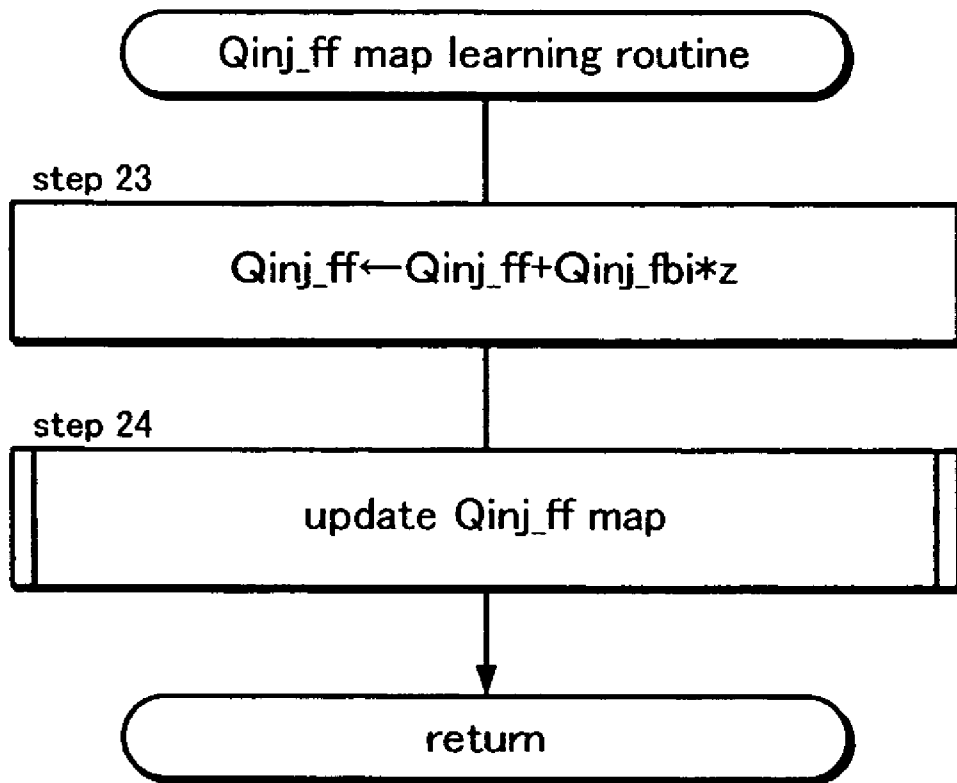 Qinj_ff map learning routine
step 23
Qinj_ff←Qinj_ff+Qinj_fbi*z
step 24
update Qinj_ff map
return